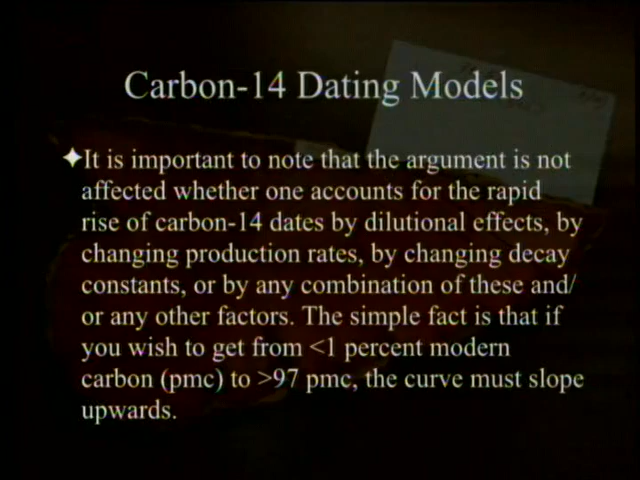 Carbon-14 Dating Models
✦It is important to note that the argument is not
affected whether one accounts for the rapid
rise of carbon-14 dates by dilutional effects, by
changing production rates, by changing decay
constants, or by any combination of these and/
or any other factors. The simple fact is that if
you wish to get from <1 percent modern
carbon (pmc) to >97 pmc, the curve must slope
upwards.